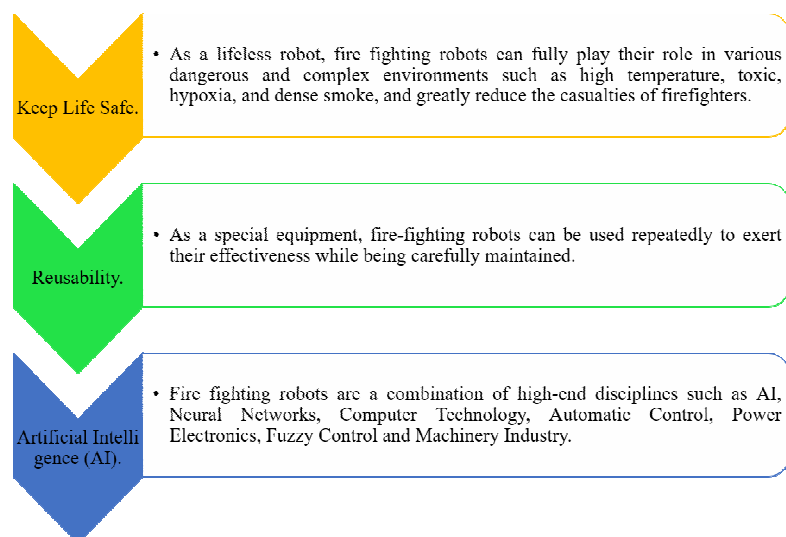 Keep Life Safe.
• As a lifeless robot, fire fighting robots can fully play their role in various
dangerous and complex environments such as high temperature, toxic,
hypoxia, and dense smoke, and greatly reduce the casualties of firefighters.
Reusability.
• As a special equipment, fire-fighting robots can be used repeatedly to exert
their effectiveness while being carefully maintained.
Artificial Intelli
gence (AI).
• Fire fighting robots are a combination of high-end disciplines such as AI,
Neural Networks, Computer Technology, Automatic Control, Power
Electronics, Fuzzy Control and Machinery Industry.